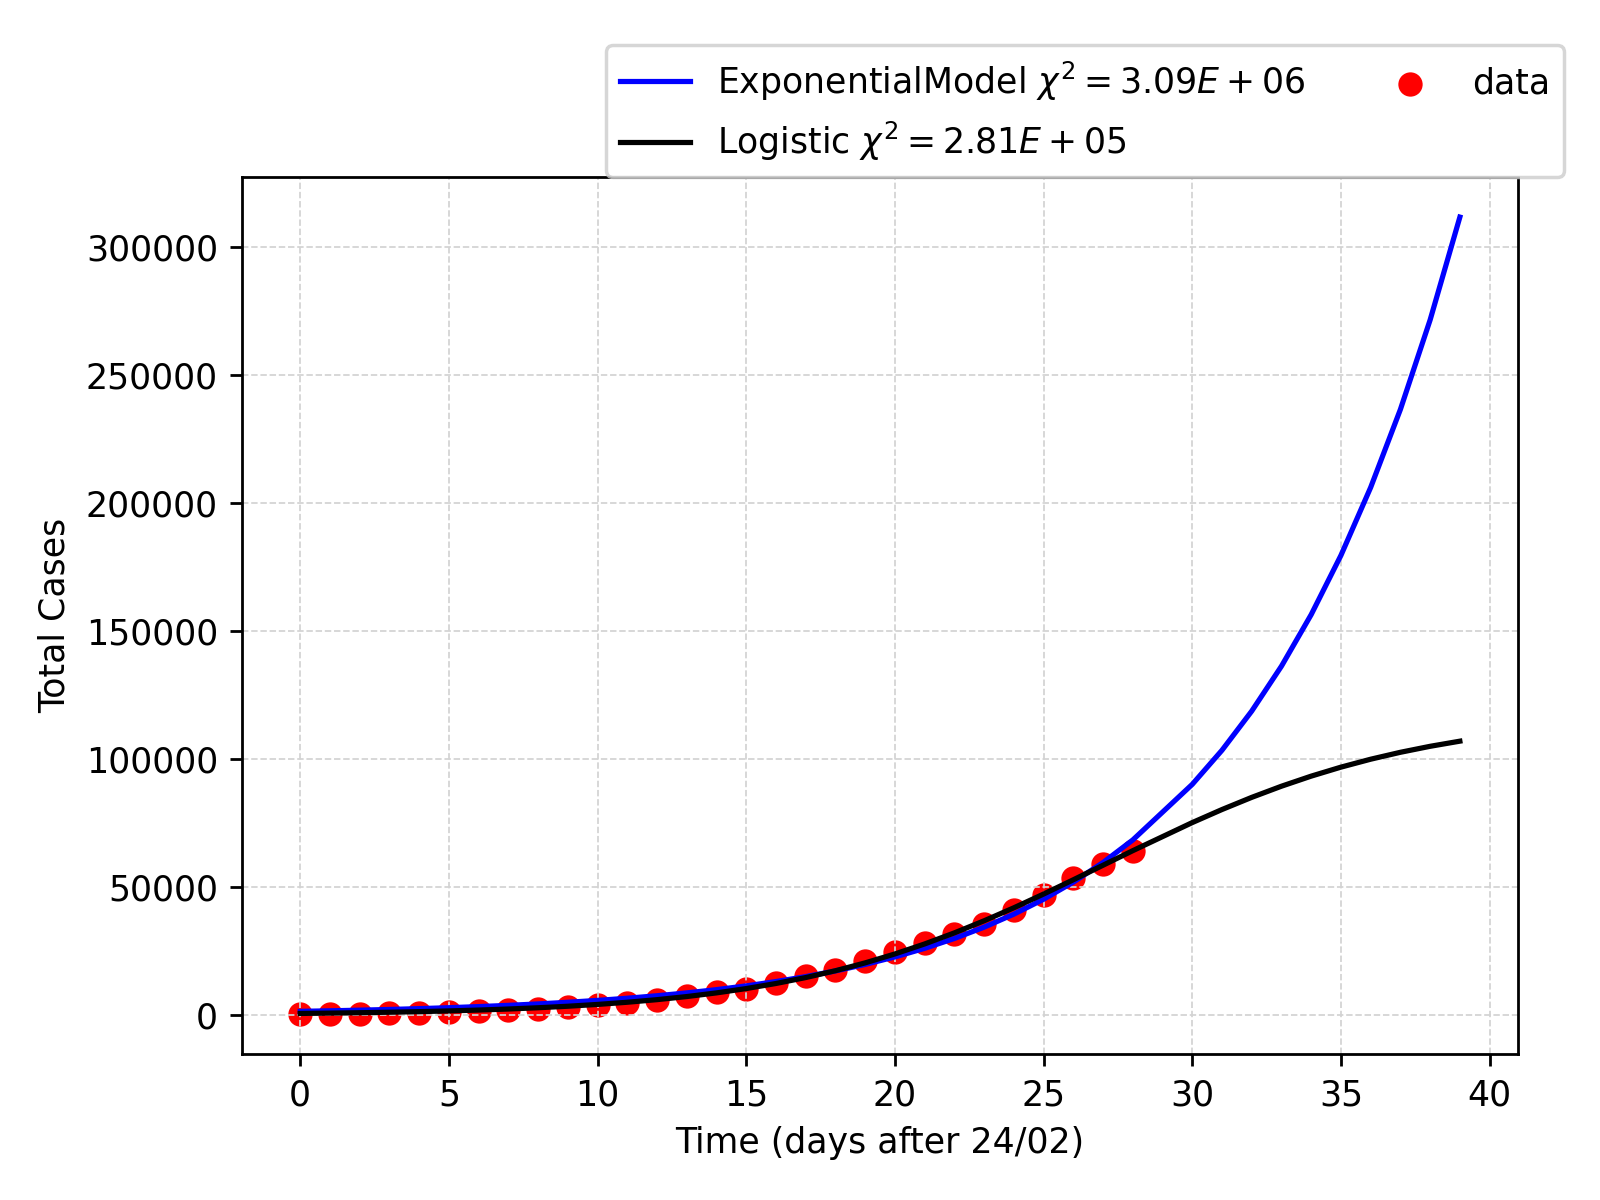 ExponentialModel χ² = 3.09E + 06
data
Logistic χ² = 2.81E + 05
300000
250000
200000
150000
100000
50000
0
Total Cases
0 5 10 15 20 25 30 35 40
Time (days after 24/02)